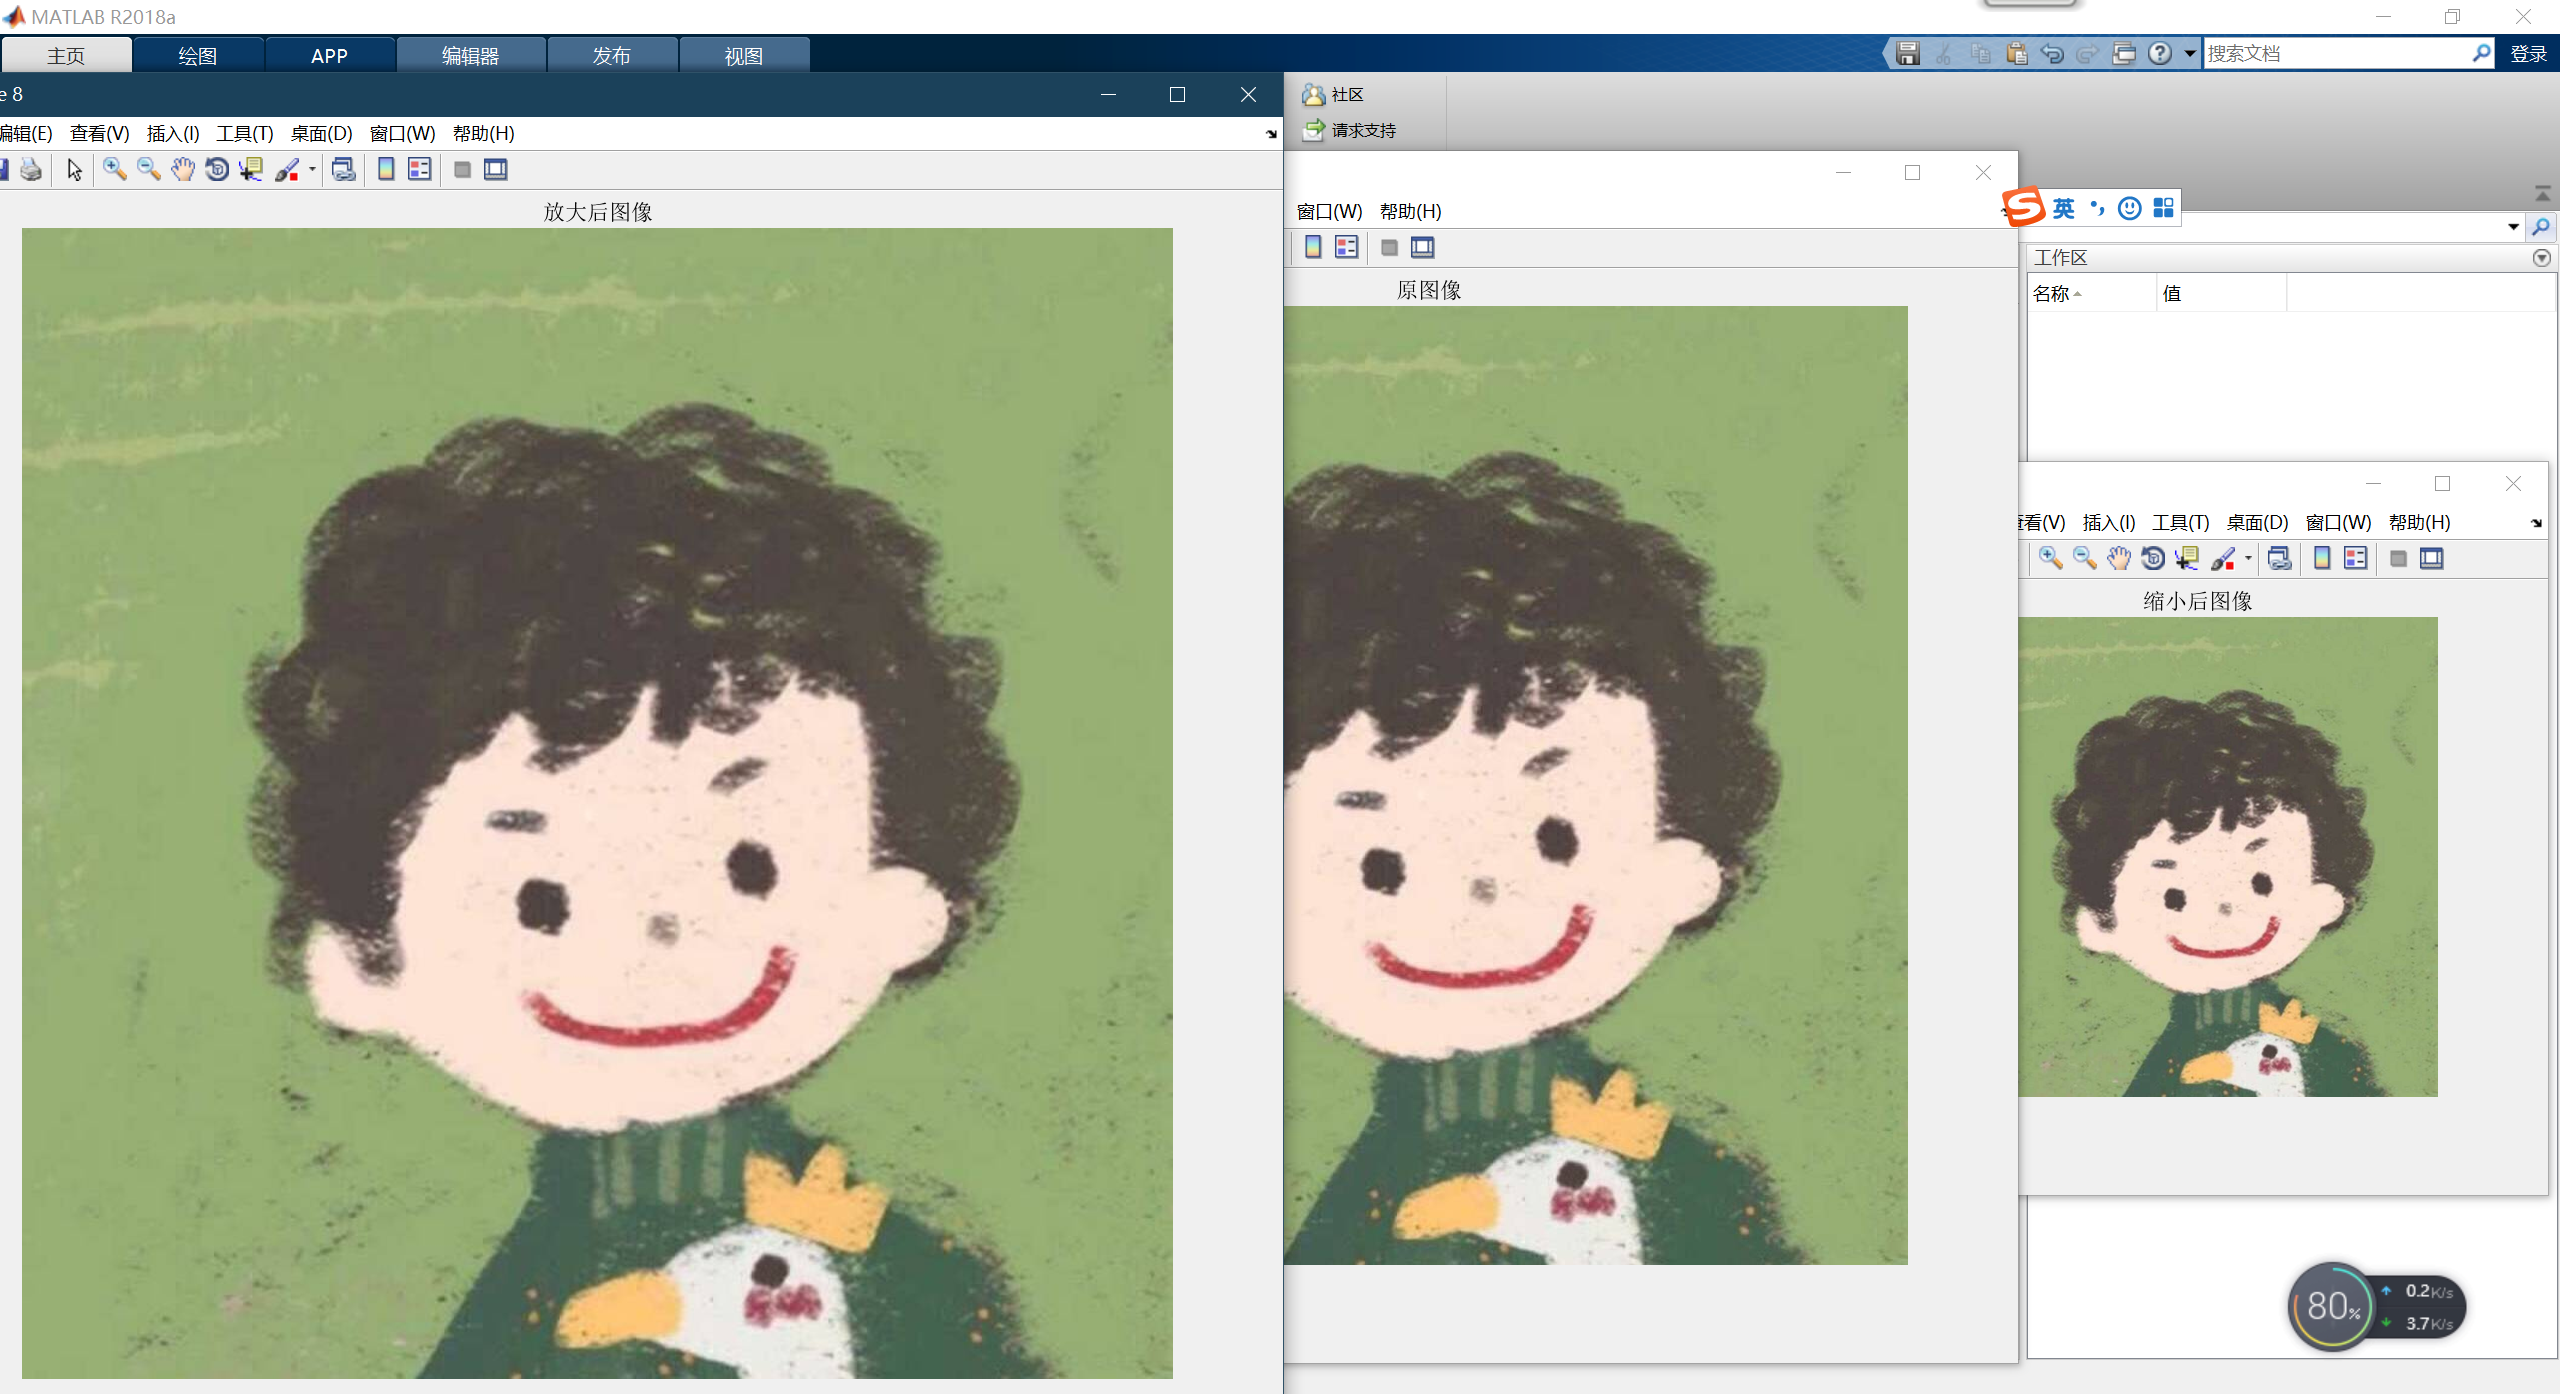 MATLAB R2018a
主页 绘图 APP 编辑器 发布 视图
搜索文档 登录
e 8
编辑(E) 查看(V) 插入(I) 工具(T) 桌面(D) 窗口(W) 帮助(H)
放大后图像
社区
请求支持
窗口(W) 帮助(H)
原图像
英
工作区
名称 值
查看(V) 插入(I) 工具(T) 桌面(D) 窗口(W) 帮助(H)
缩小后图像
80%
0.2K/s
3.7K/s